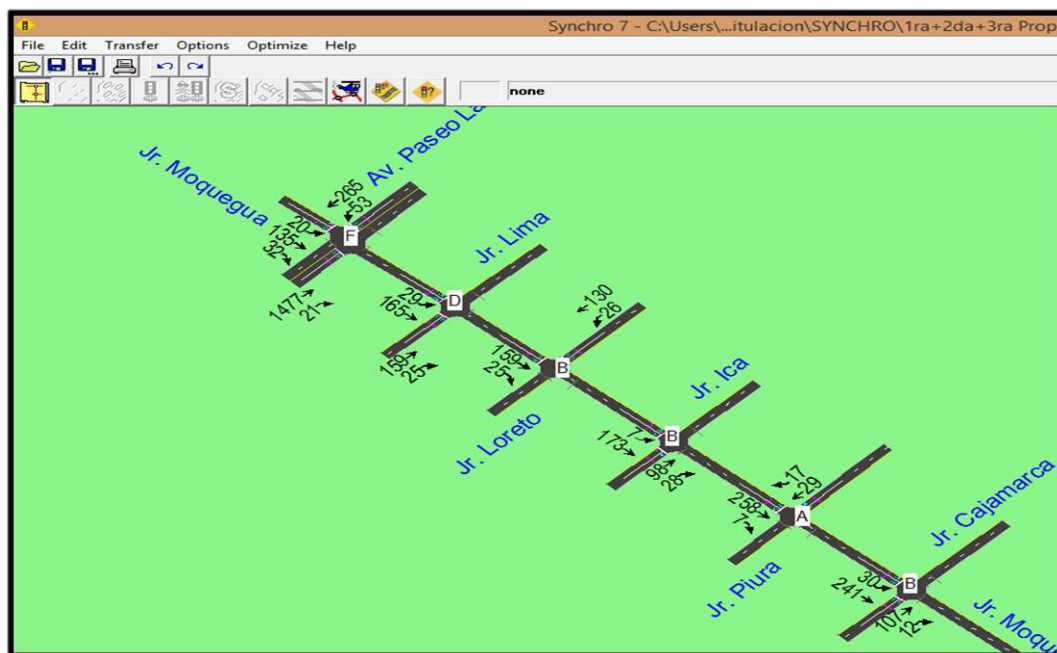 Synchro 7 - C:\Users\...itulacion\SYNCHRO\1ra+2da+3ra Prop
File Edit Transfer Options Optimize Help
none
Jr. Moquegua
Av. Paseo La
265
53
20
135
32
F
1477
21
Jr. Lima
29
165
D
159
25
130
26
159
25
B
Jr. Loreto
Jr. Ica
7
173
B
98
28
17
29
258
7
A
Jr. Piura
Jr. Cajamarca
30
241
B
107
12
Jr. Moqu